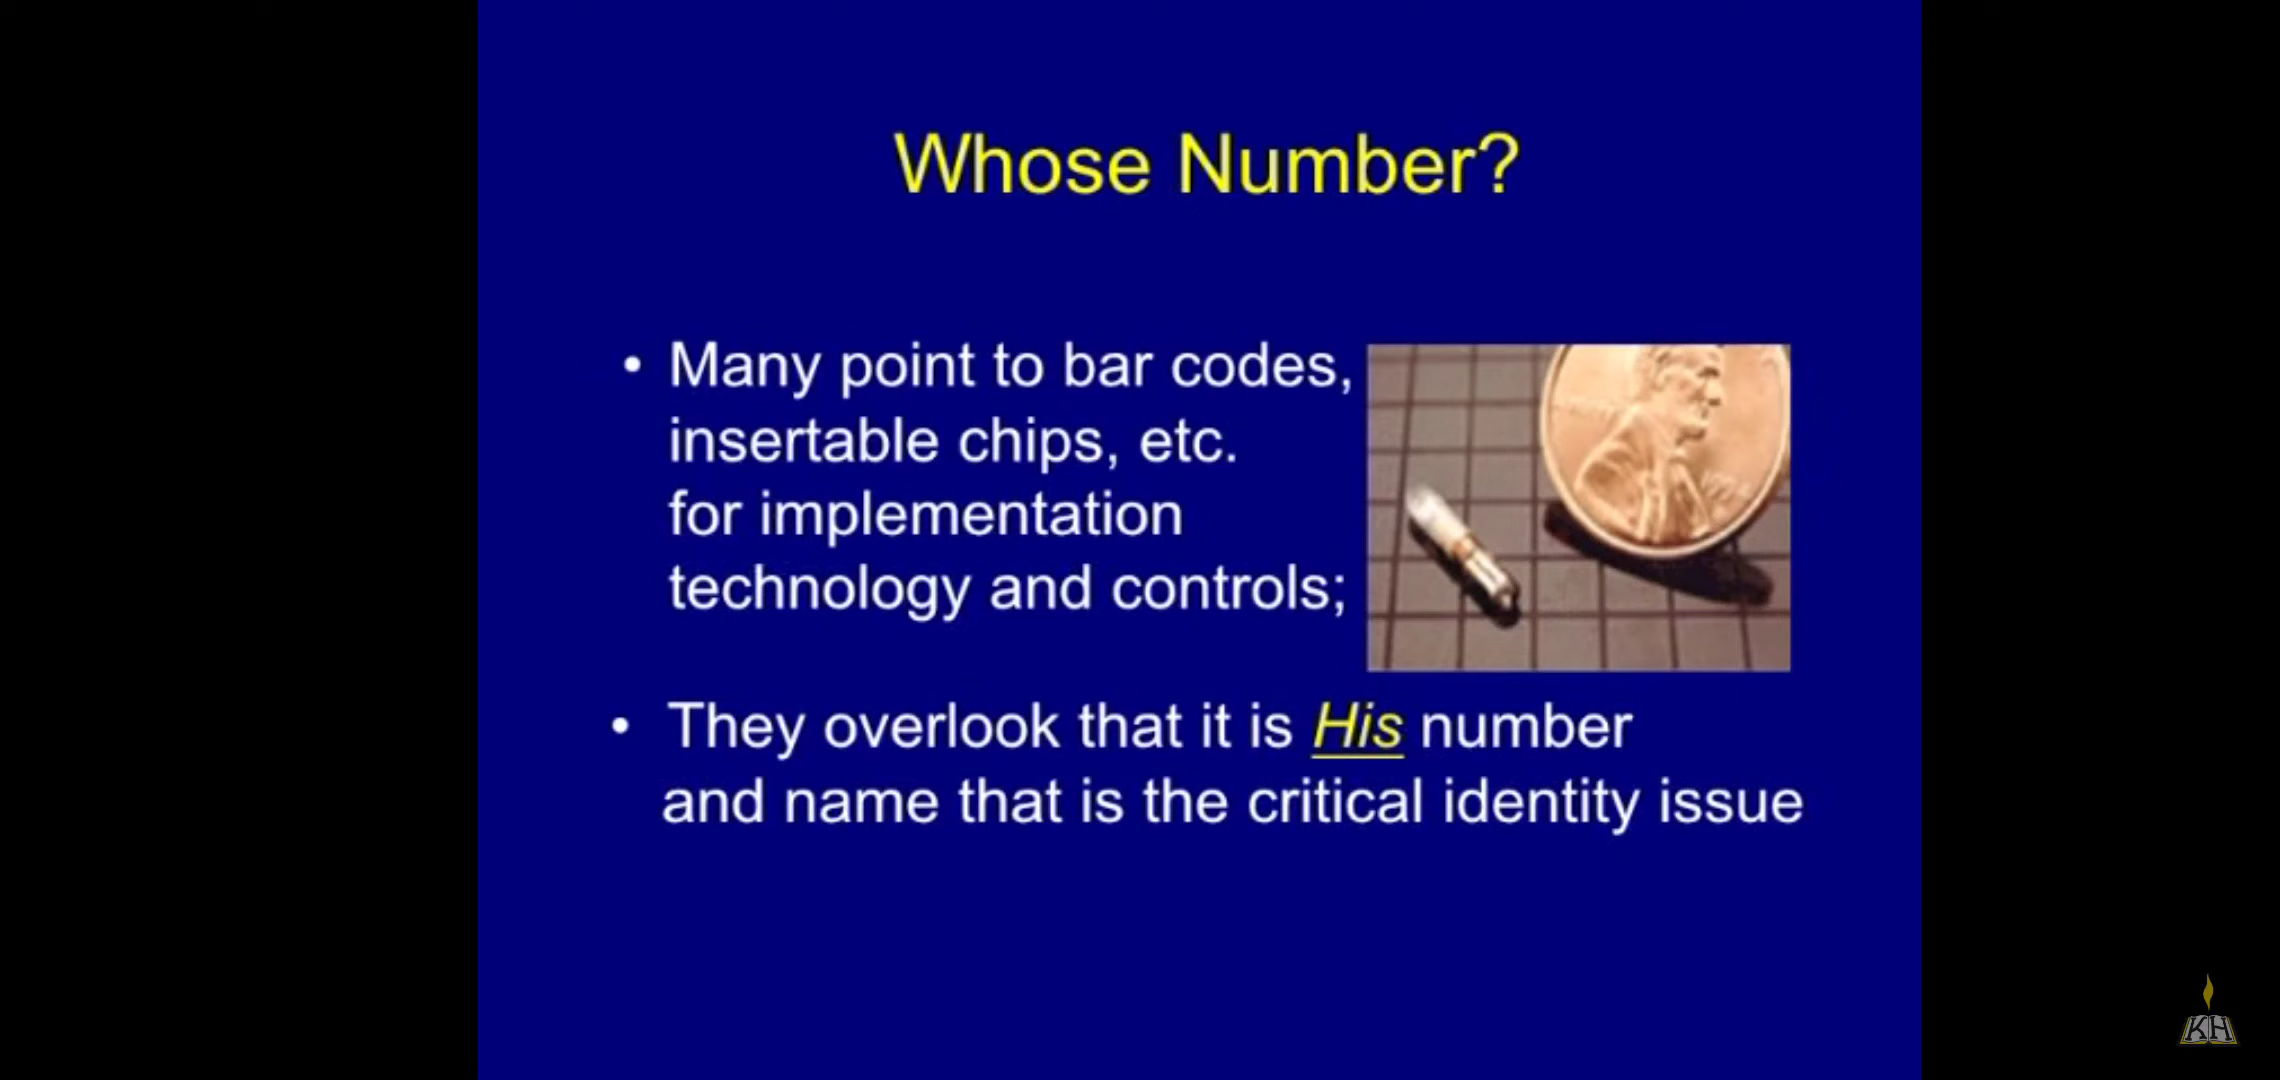 Whose Number?
• Many point to bar codes,
insertable chips, etc.
for implementation
technology and controls;
• They overlook that it is His number
and name that is the critical identity issue
KH